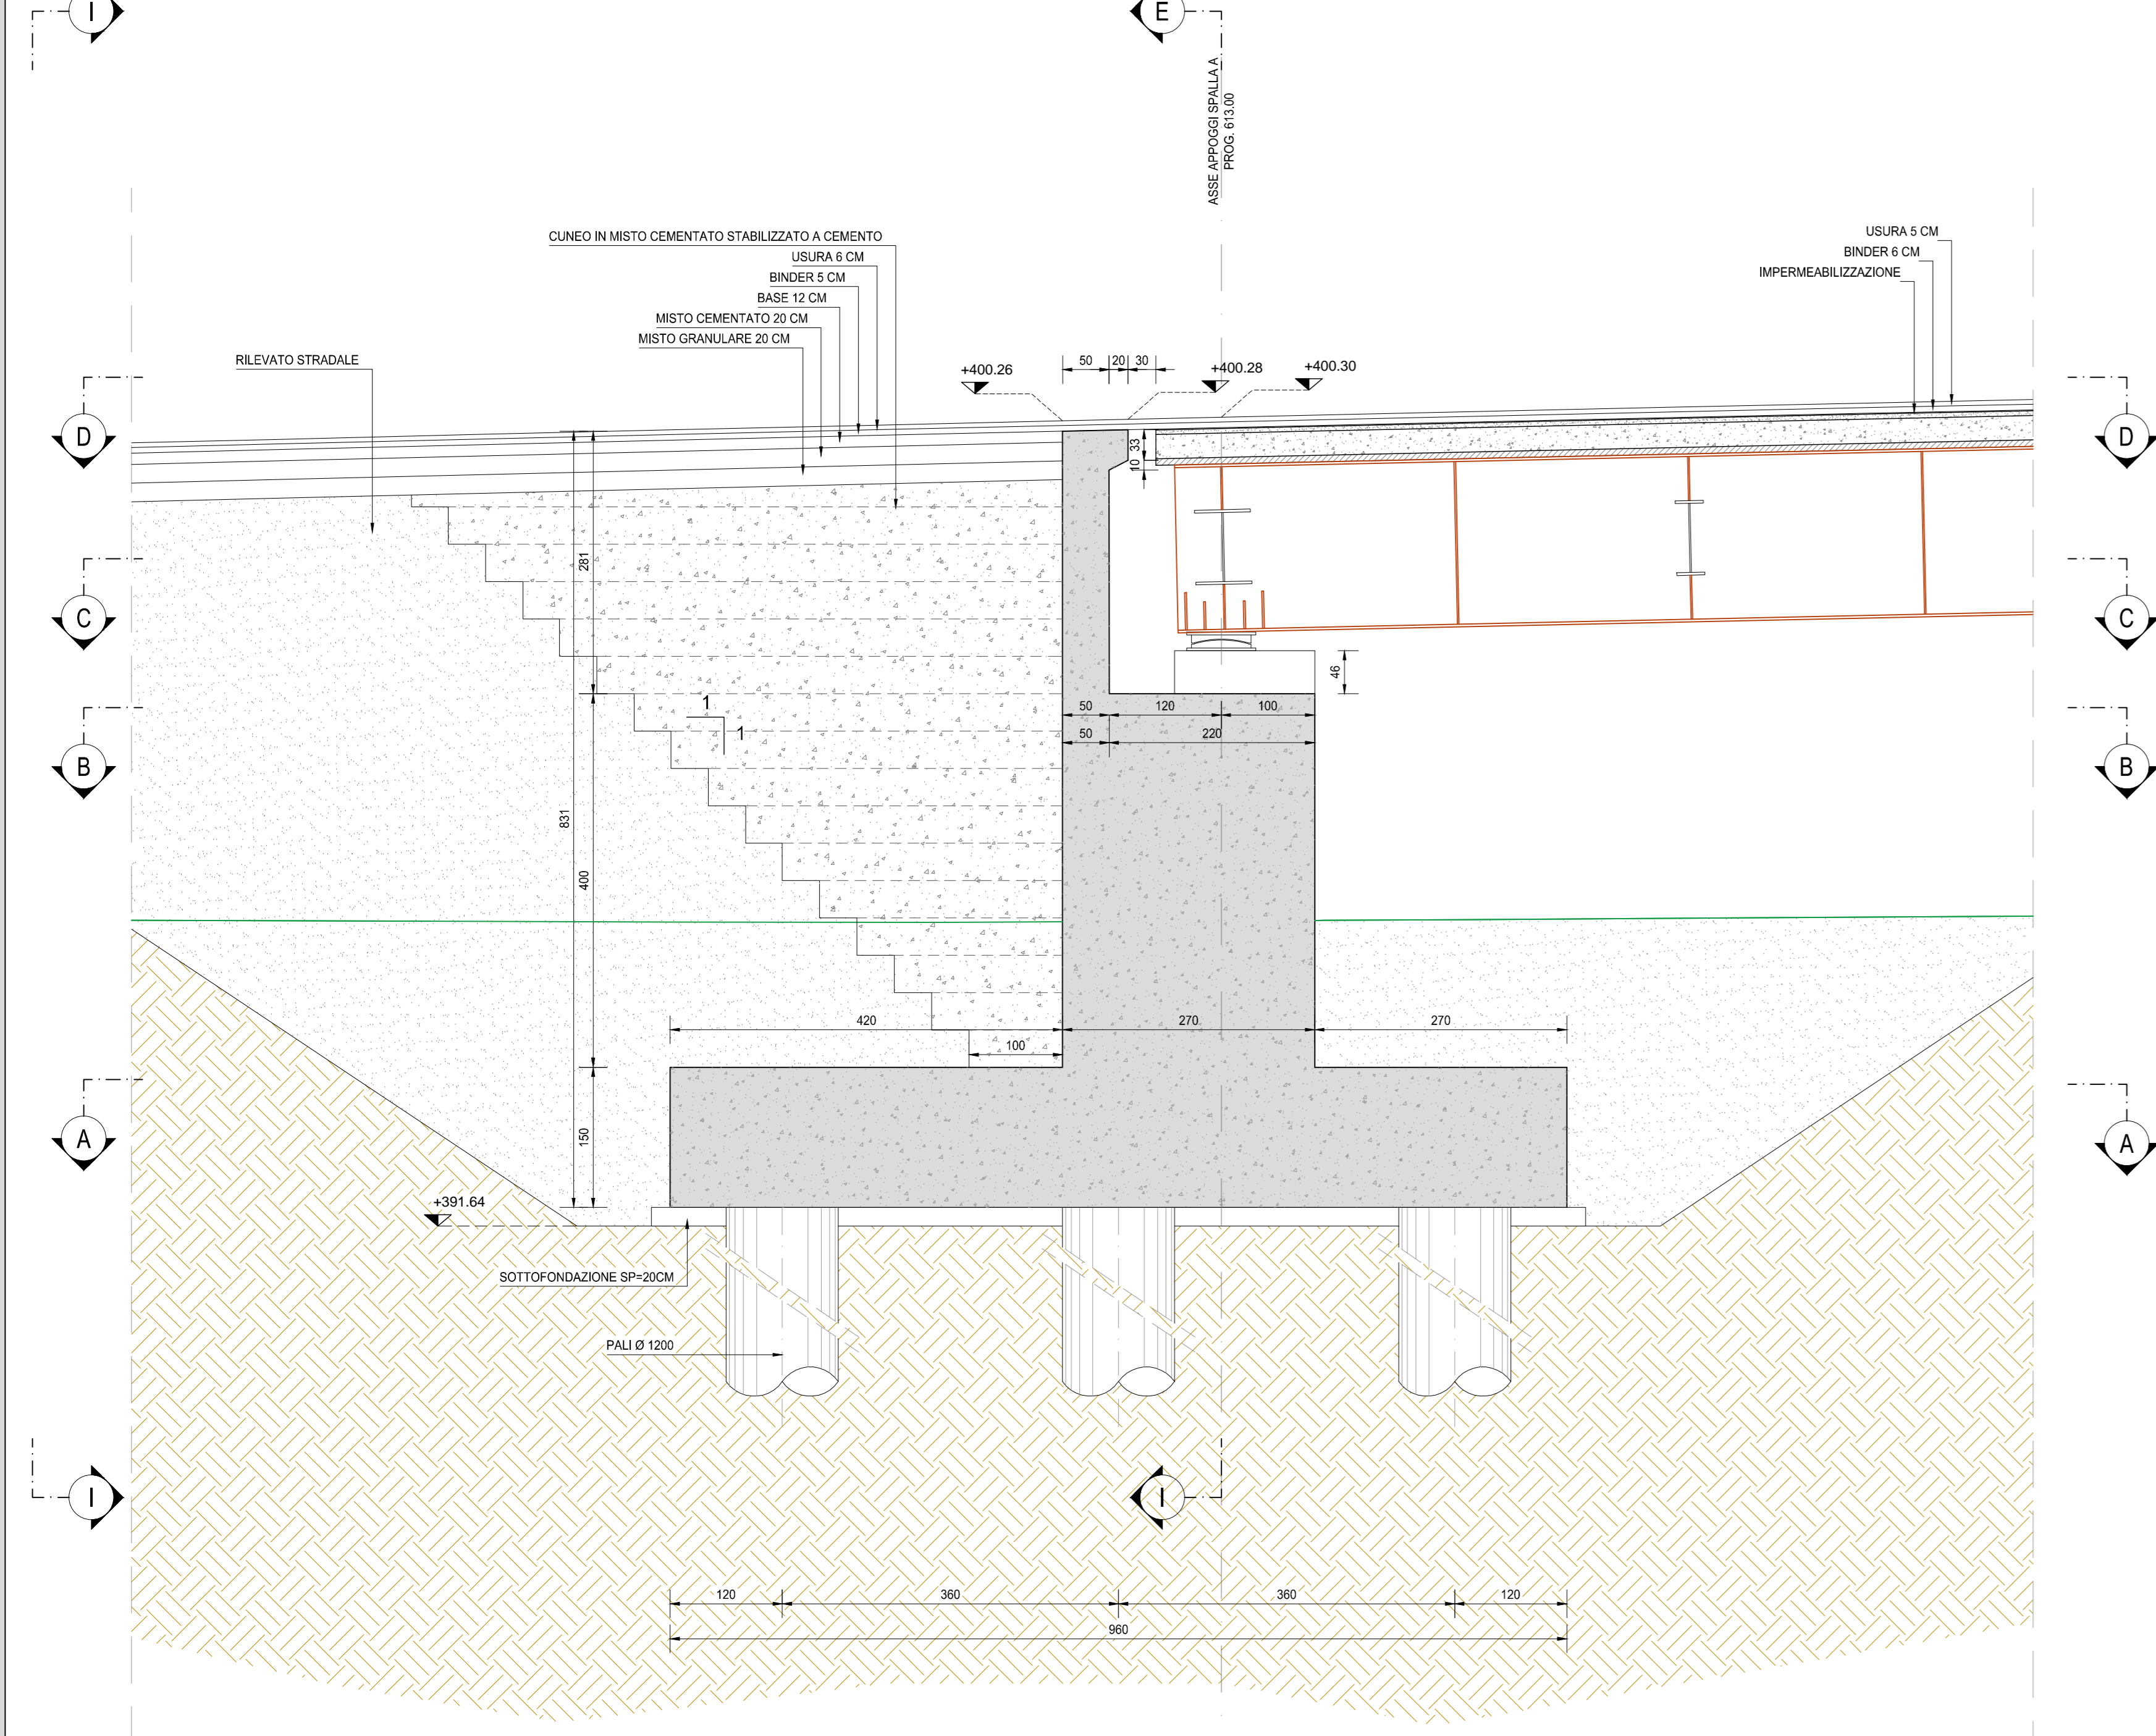 I
E
ASSE APPOGGI SPALLA A
PROG. 613.00
CUNEO IN MISTO CEMENTATO STABILIZZATO A CEMENTO
USURA 6 CM
BINDER 5 CM
BASE 12 CM
MISTO CEMENTATO 20 CM
MISTO GRANULARE 20 CM
RILEVATO STRADALE
USURA 5 CM
BINDER 6 CM
IMPERMEABILIZZAZIONE
50 20 30
+400.26
+400.28
+400.30
D
D
33
10
281
C
C
46
1
1
50 120 100
50 220
B
B
831
400
420 270 270
100
A
150
A
+391.64
SOTTOFONDAZIONE SP=20CM
PALI Ø 1200
I
I
120 360 360 120
960